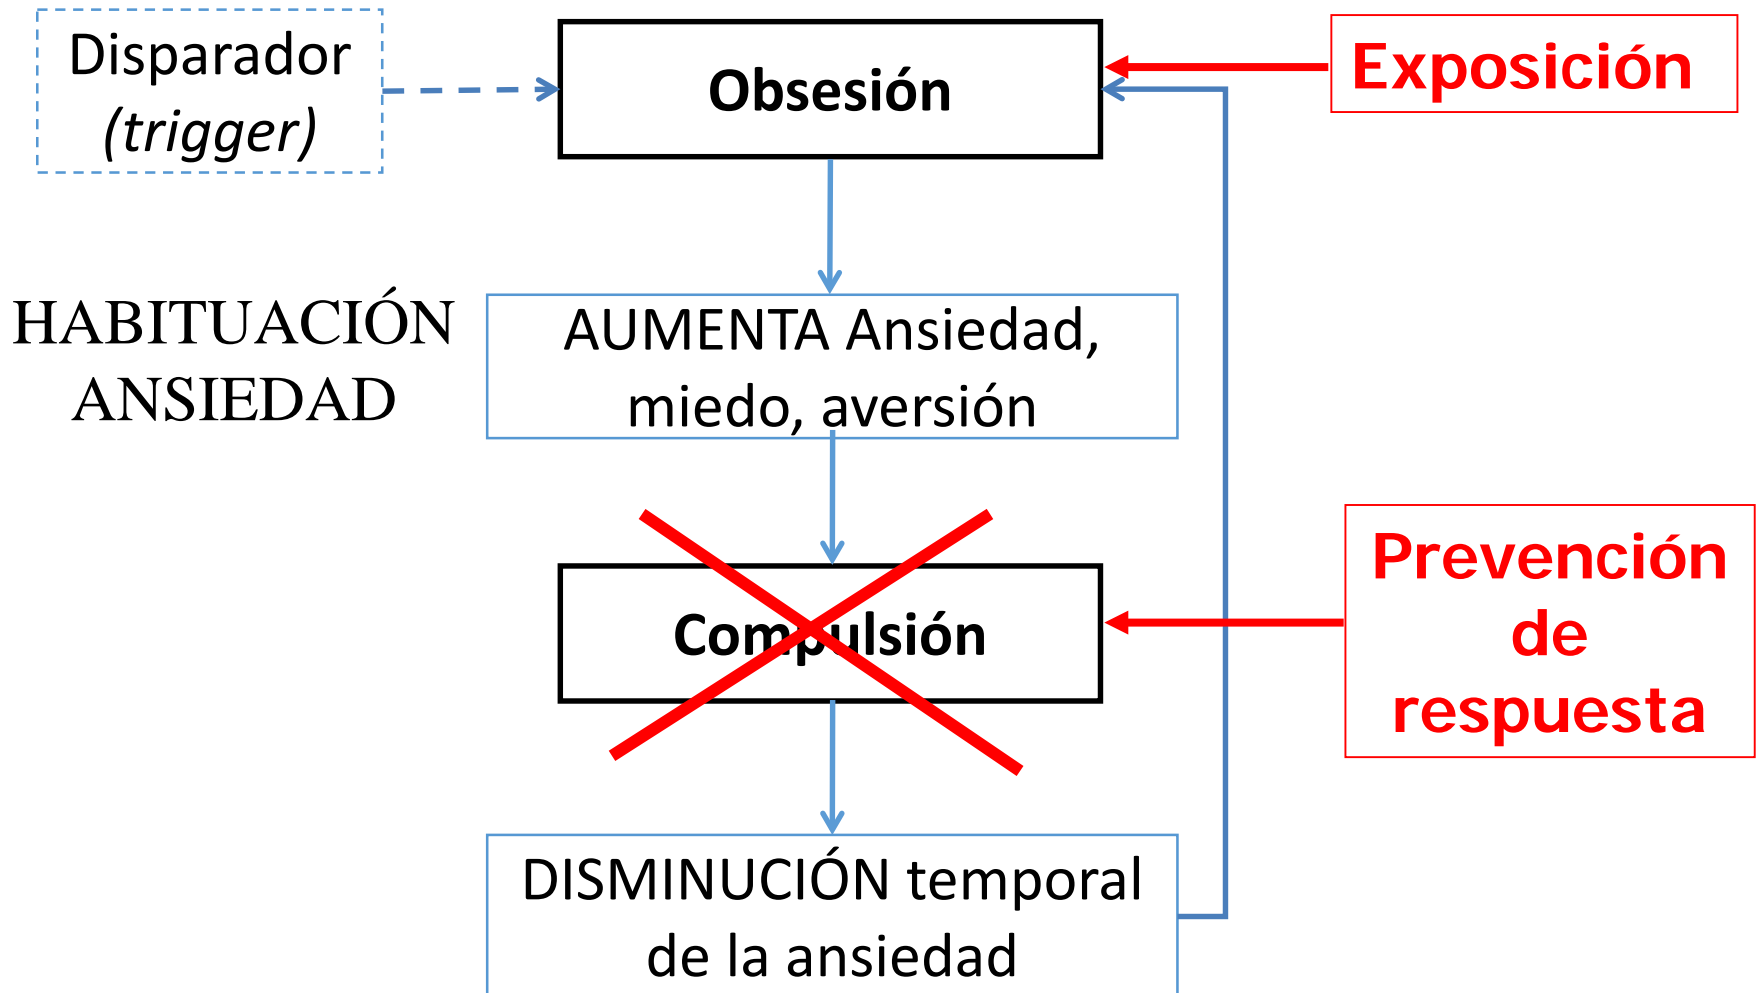 Disparador
(trigger)
Obsesión
Exposición
HABITUACIÓN
ANSIEDAD
AUMENTA Ansiedad,
miedo, aversión
Compulsión
Prevención
de
respuesta
DISMINUCIÓN temporal
de la ansiedad